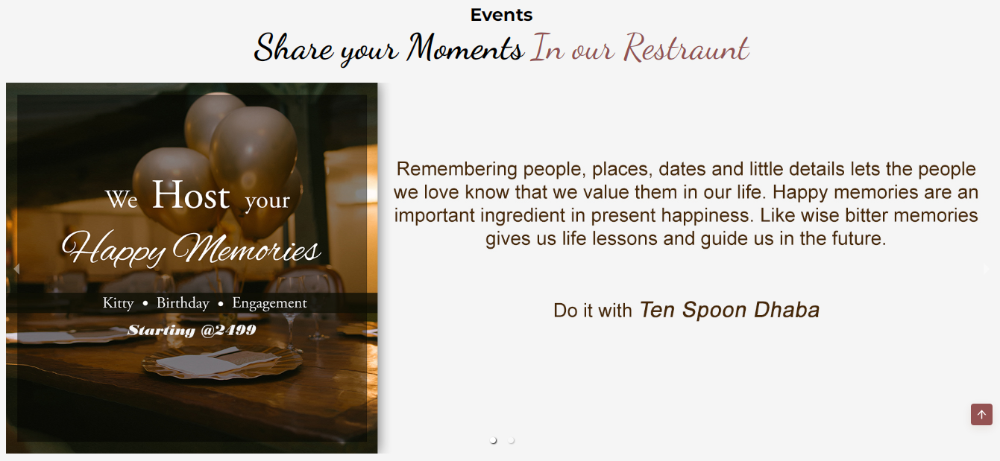 Events
Share your Moments In our Restraunt
We Host your
Happy Memories
Kitty • Birthday • Engagement
Starting @2499
Remembering people, places, dates and little details lets the people
we love know that we value them in our life. Happy memories are an
important ingredient in present happiness. Like wise bitter memories
gives us life lessons and guide us in the future.
Do it with Ten Spoon Dhaba